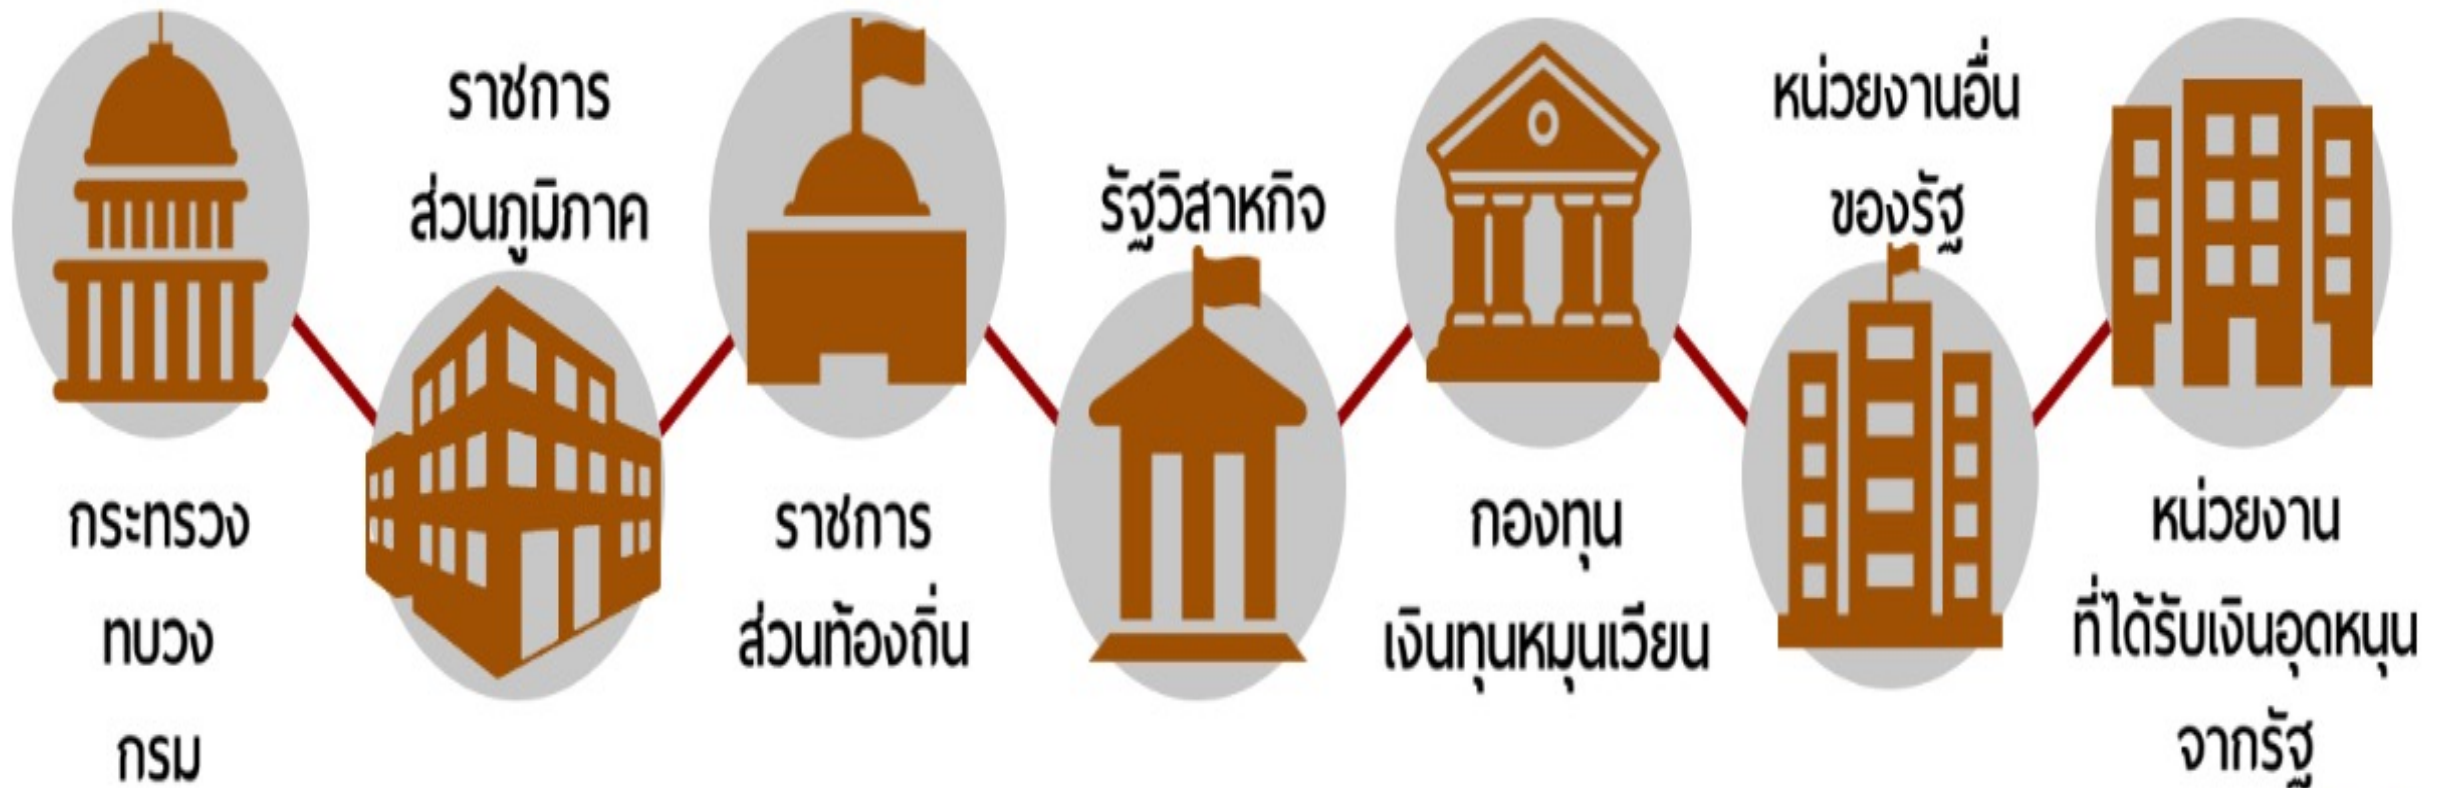 กระทรวง
ทบวง
กรม
ราชการ
ส่วนภูมิภาค
ราชการ
ส่วนท้องถิ่น
รัฐวิสาหกิจ
กองทุน
เงินทุนหมุนเวียน
หน่วยงานอื่น
ของรัฐ
หน่วยงาน
ที่ได้รับเงินอุดหนุน
จากรัฐ